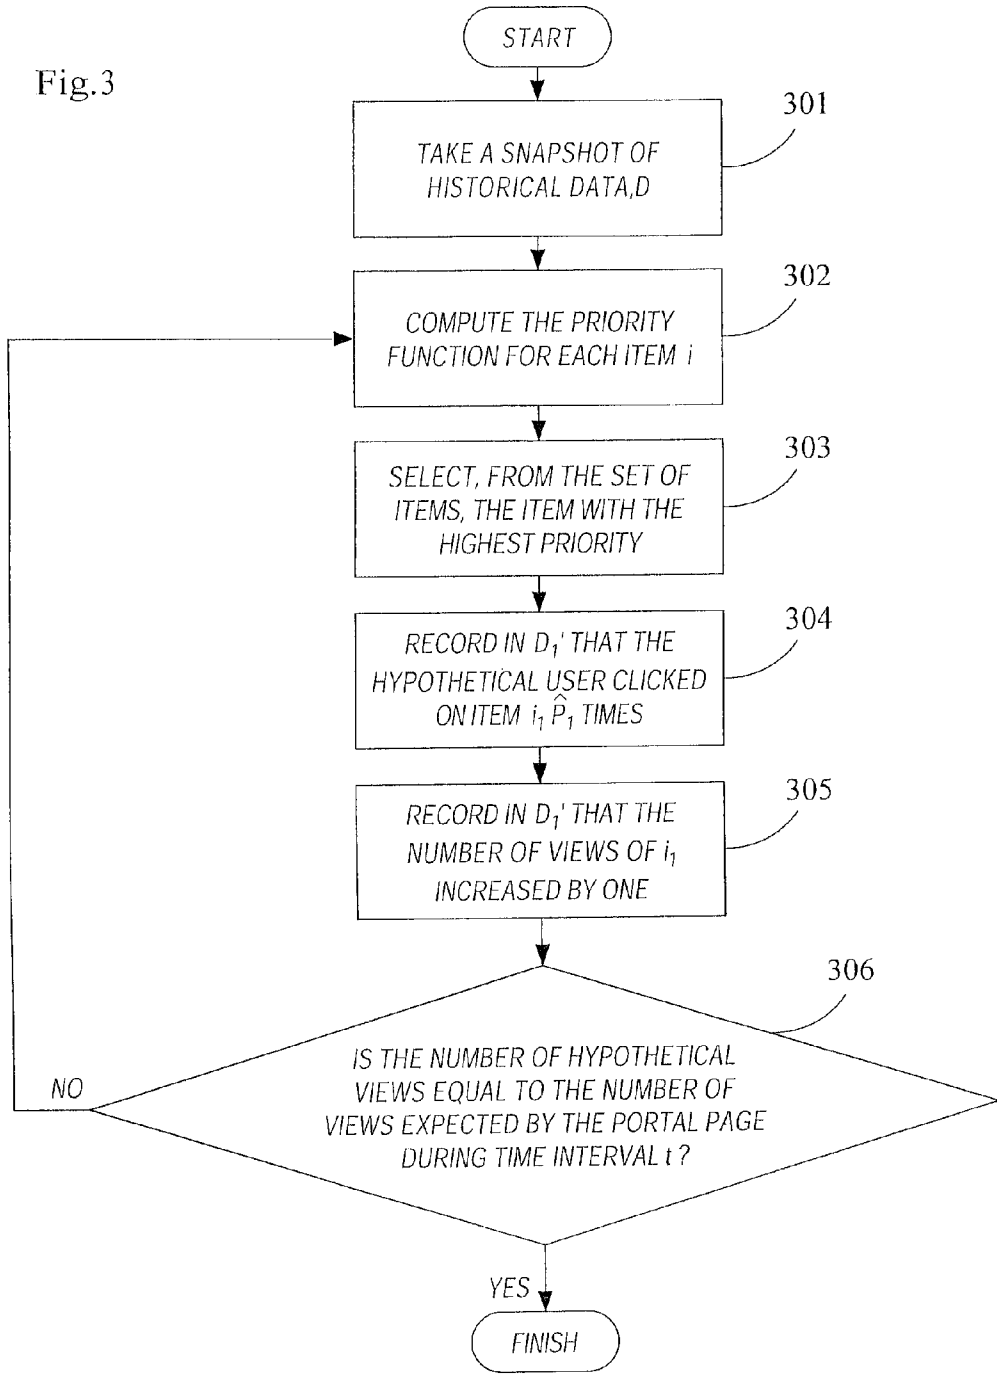 START
Fig.3
301
TAKE A SNAPSHOT OF
HISTORICAL DATA,D
302
COMPUTE THE PRIORITY
FUNCTION FOR EACH ITEM i
303
SELECT, FROM THE SET OF
ITEMS, THE ITEM WITH THE
HIGHEST PRIORITY
304
RECORD IN D₁' THAT THE
HYPOTHETICAL USER CLICKED
ON ITEM i₁ P̂₁ TIMES
305
RECORD IN D₁' THAT THE
NUMBER OF VIEWS OF i₁
INCREASED BY ONE
306
IS THE NUMBER OF HYPOTHETICAL
VIEWS EQUAL TO THE NUMBER OF
VIEWS EXPECTED BY THE PORTAL PAGE
DURING TIME INTERVAL t?
NO
YES
FINISH